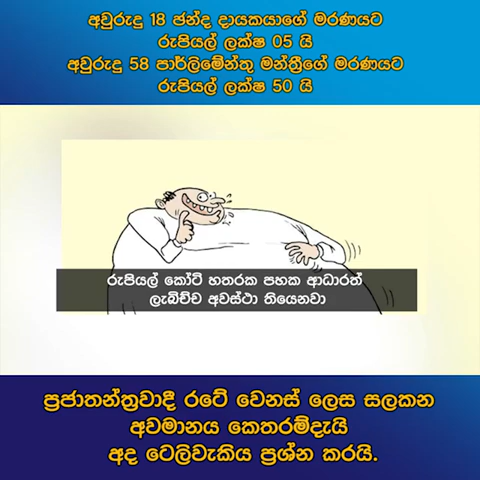 අවුරුදු 18 ඡන්ද දායකයාගේ මරණයට
රුපියල් ලක්ෂ 05 යි
අවුරුදු 58 පාර්ලිමේන්තු මන්ත්‍රීගේ මරණයට
රුපියල් ලක්ෂ 50 යි
රුපියල් කෝටි හතරක පහක ආධාරත්
ලැබිච්ච අවස්ථා තියෙනවා
ප්‍රජාතන්ත්‍රවාදී රටේ වෙනස් ලෙස සලකන
අවමානය කෙතරම්දැයි
අද ටෙලිවැකිය ප්‍රශ්න කරයි.